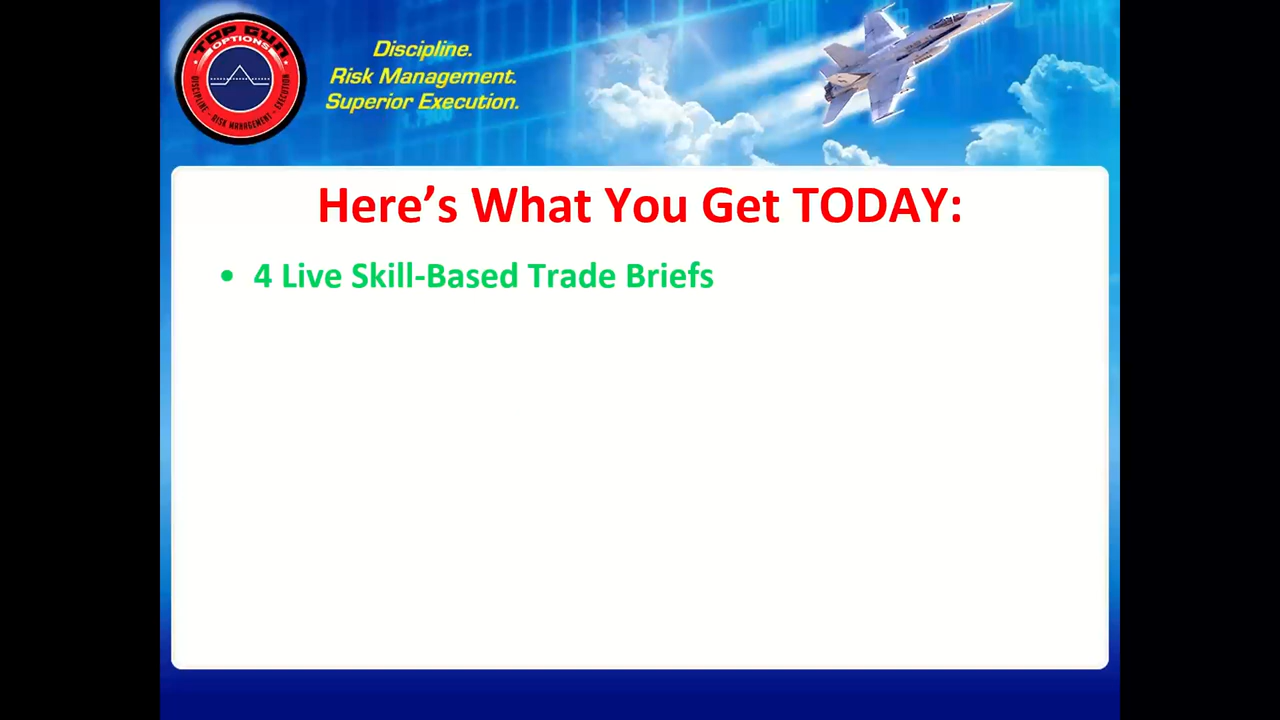 TOP GUN
OPTIONS
DISCIPLINE - RISK MANAGEMENT - EXECUTION
Discipline.
Risk Management.
Superior Execution.
Here's What You Get TODAY:
• 4 Live Skill-Based Trade Briefs